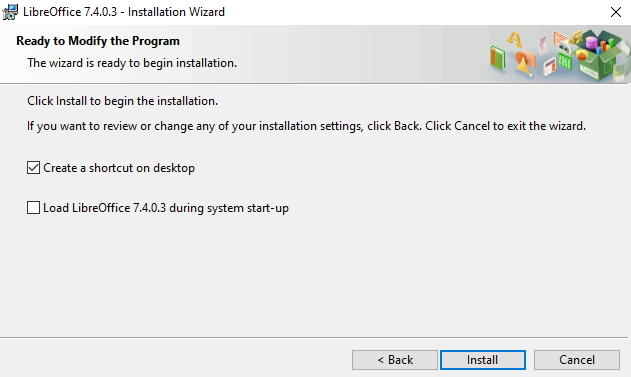 LibreOffice 7.4.0.3 - Installation Wizard
Ready to Modify the Program
The wizard is ready to begin installation.
Click Install to begin the installation.
If you want to review or change any of your installation settings, click Back. Click Cancel to exit the wizard.
Create a shortcut on desktop
Load LibreOffice 7.4.0.3 during system start-up
< Back
Install
Cancel